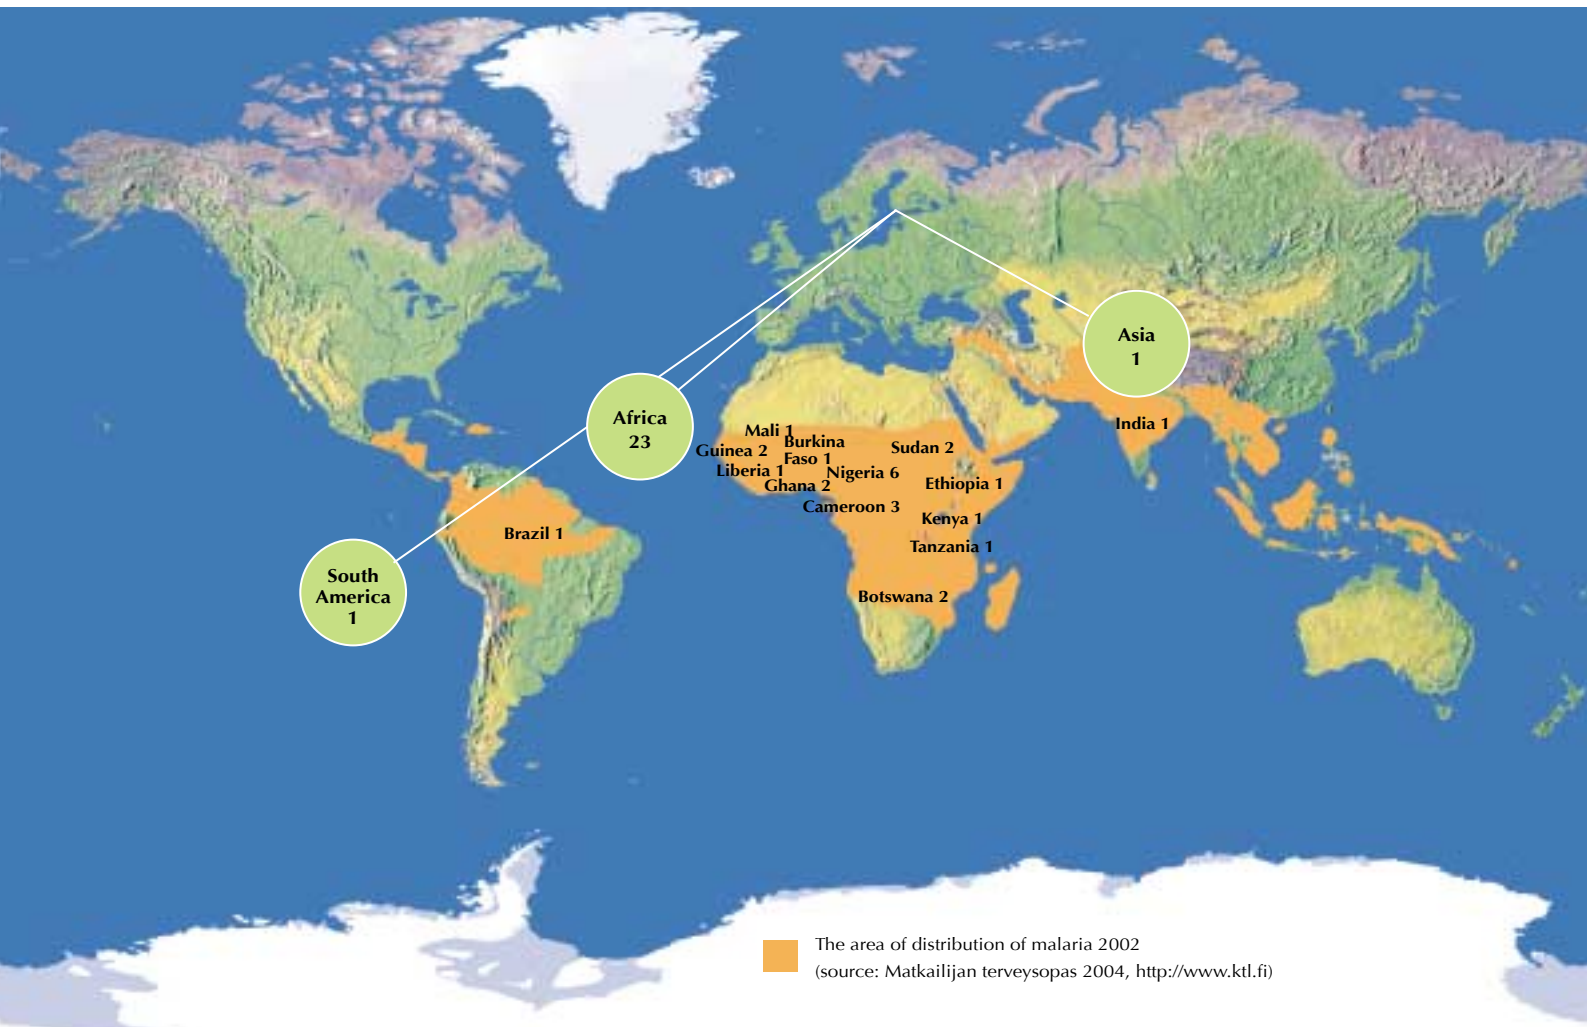 Asia
1
Africa
23
Mali 1
Burkina
Faso 1
Guinea 2
Liberia 1
Ghana 2
Nigeria 6
Cameroon 3
Sudan 2
Ethiopia 1
Kenya 1
Tanzania 1
Botswana 2
India 1
Brazil 1
South
America
1
The area of distribution of malaria 2002
(source: Matkailijan terveysopas 2004, http://www.ktl.fi)